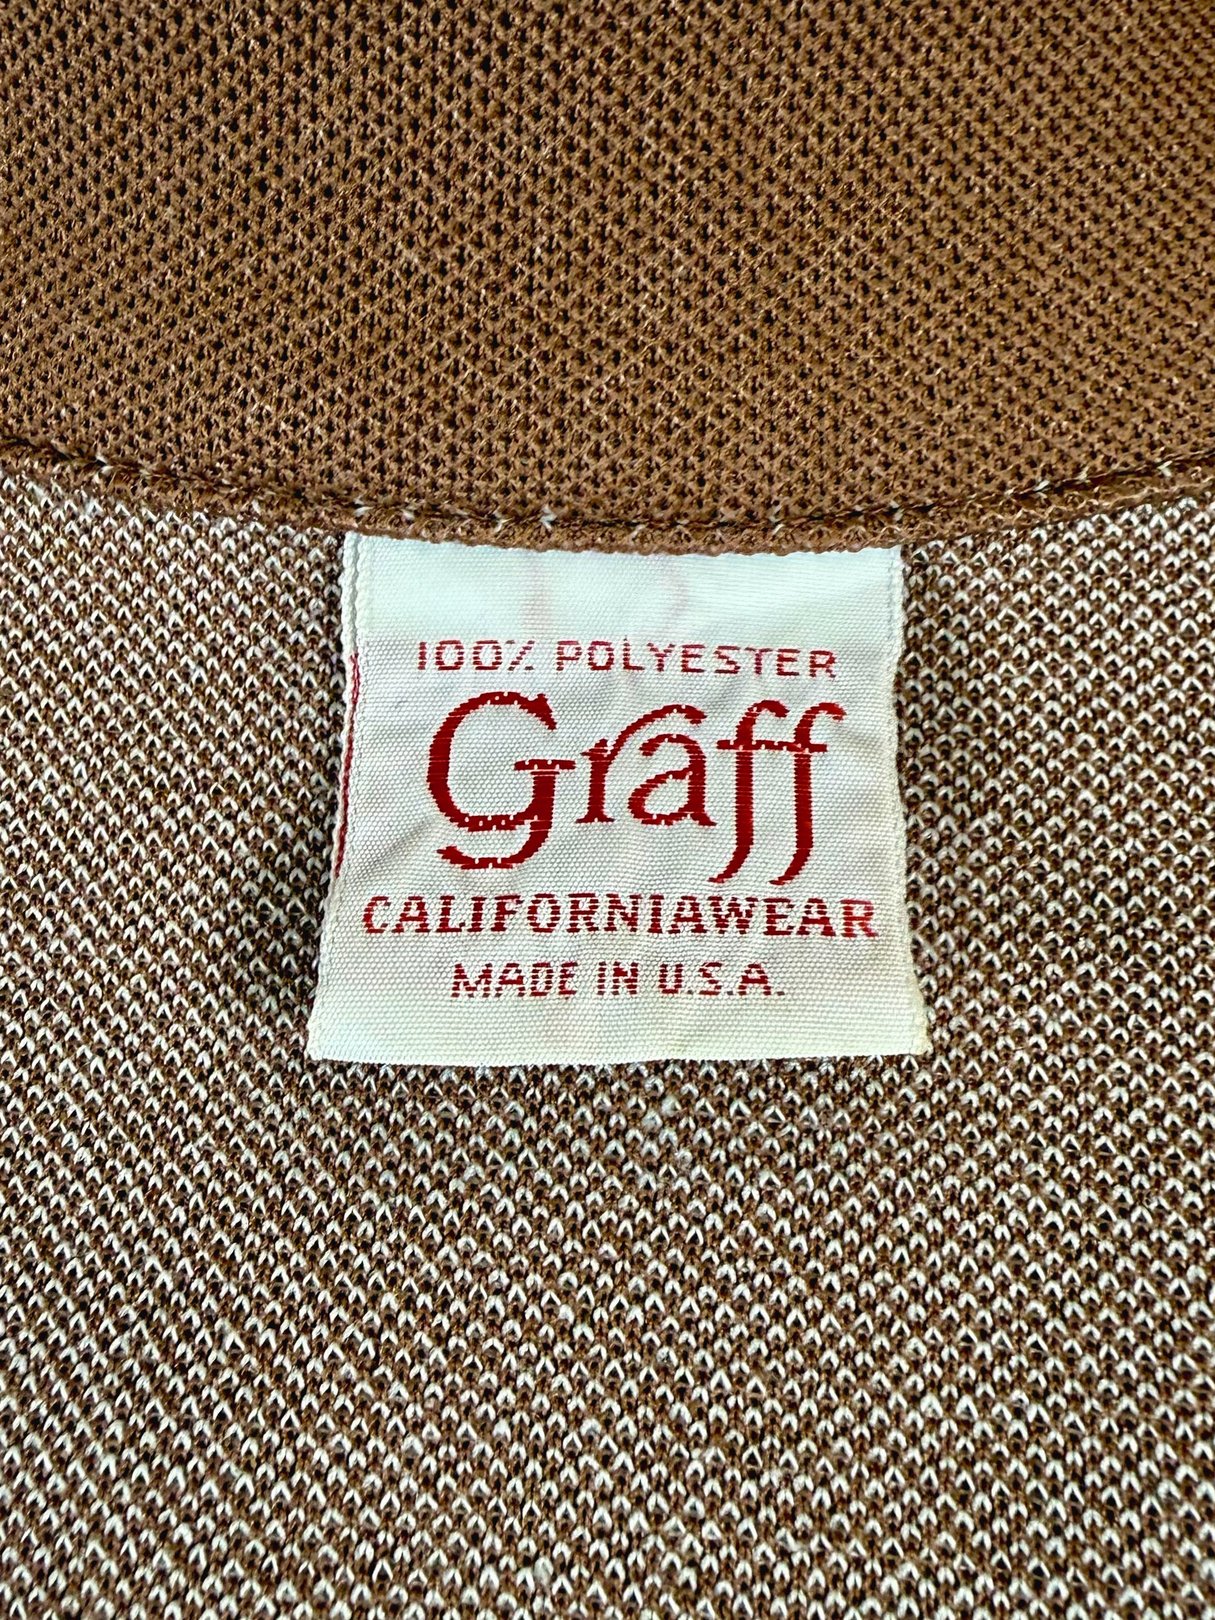 100% POLYESTER
Graff
CALIFORNIAWEAR
MADE IN U.S.A.